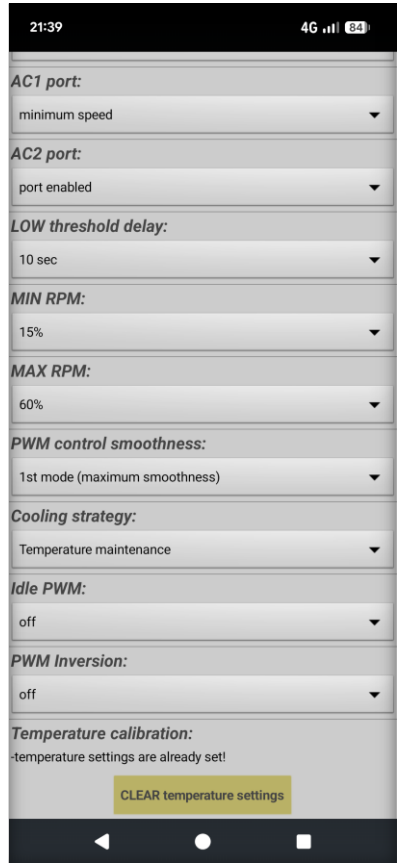 21:39
4G 84
AC1 port:
minimum speed
AC2 port:
port enabled
LOW threshold delay:
10 sec
MIN RPM:
15%
MAX RPM:
60%
PWM control smoothness:
1st mode (maximum smoothness)
Cooling strategy:
Temperature maintenance
Idle PWM:
off
PWM Inversion:
off
Temperature calibration:
-temperature settings are already set!
CLEAR temperature settings